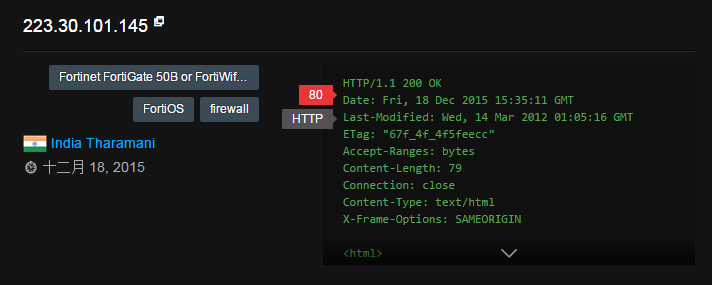 223.30.101.145
Fortinet FortiGate 50B or FortiWif...
FortiOS firewall
India Tharamani
十二月 18, 2015
80
HTTP
HTTP/1.1 200 OK
Date: Fri, 18 Dec 2015 15:35:11 GMT
Last-Modified: Wed, 14 Mar 2012 01:05:16 GMT
ETag: "67f_4f_4f5feecc"
Accept-Ranges: bytes
Content-Length: 79
Connection: close
Content-Type: text/html
X-Frame-Options: SAMEORIGIN
<html>